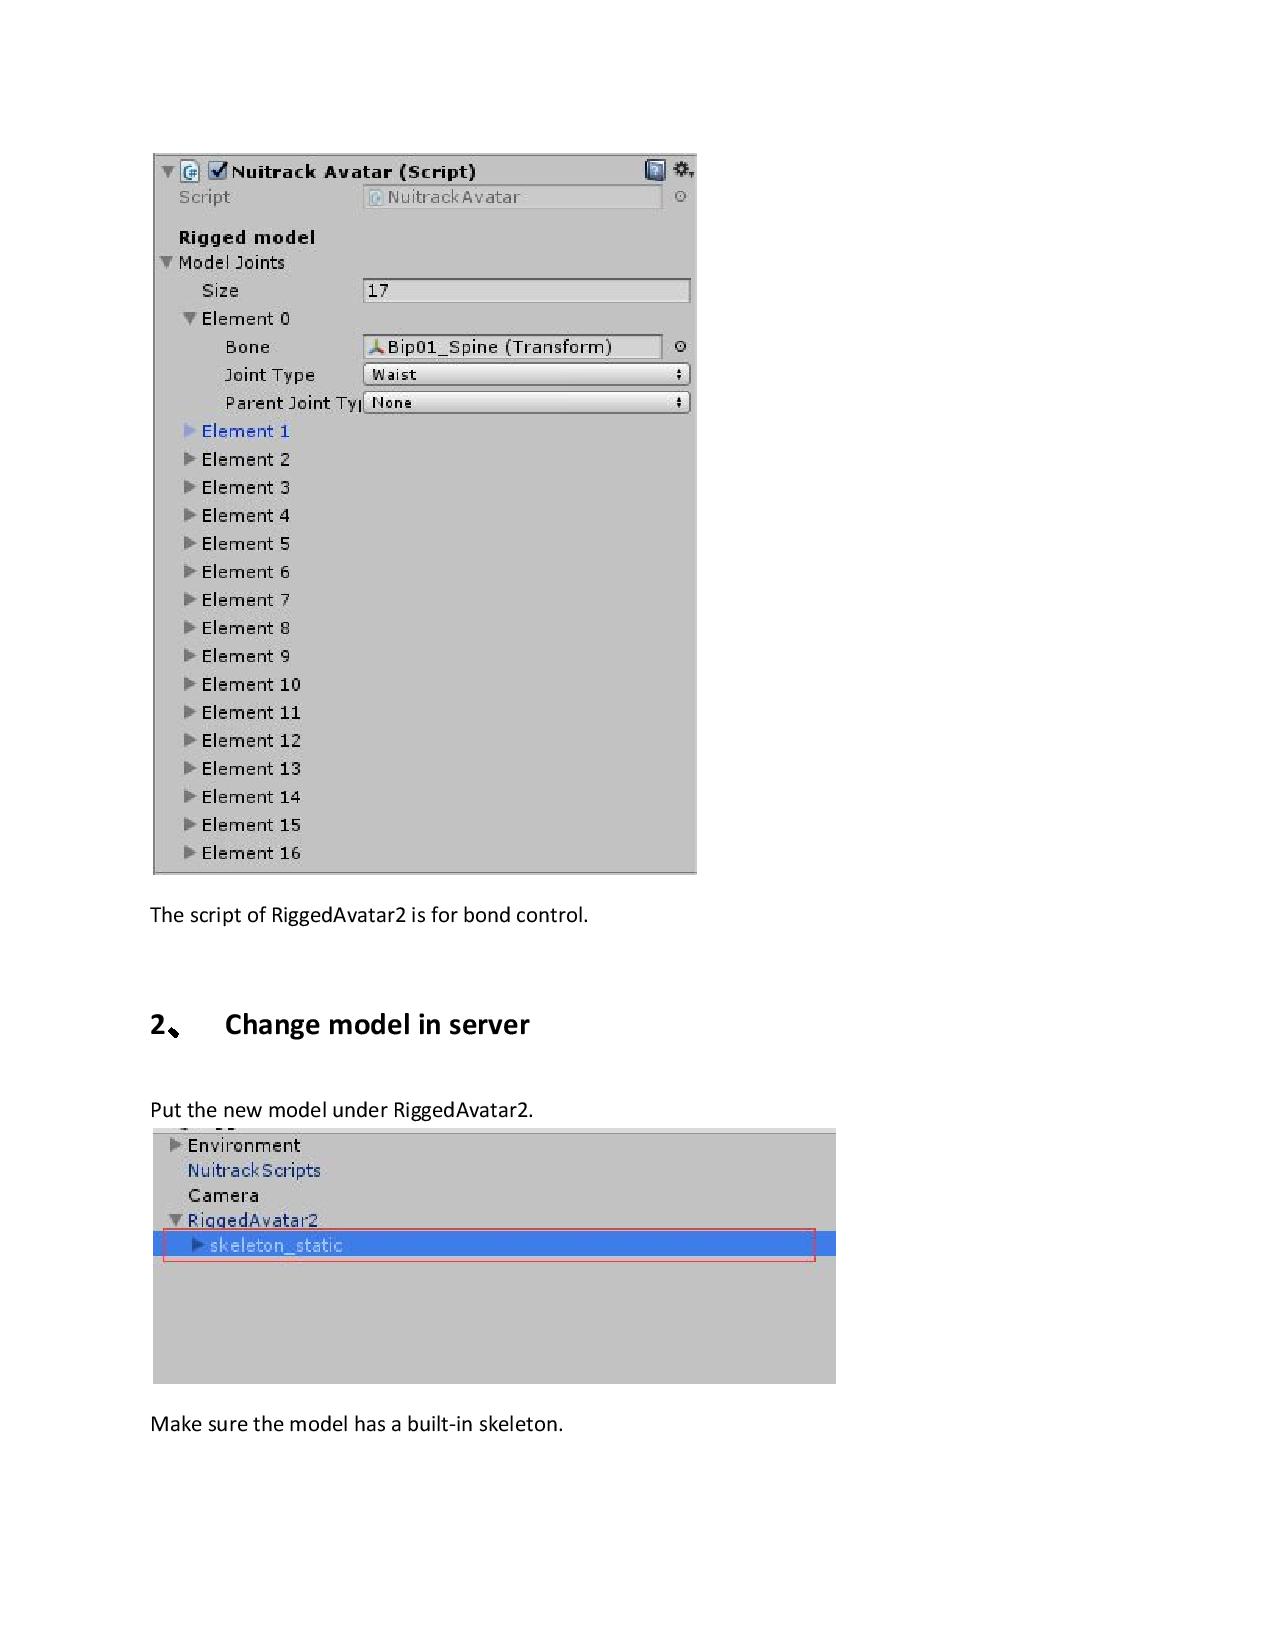 Nuitrack Avatar (Script)
Script NuitrackAvatar
Rigged model
Model Joints
Size 17
Element 0
Bone Bip01_Spine (Transform)
Joint Type Waist
Parent Joint Typ None
Element 1
Element 2
Element 3
Element 4
Element 5
Element 6
Element 7
Element 8
Element 9
Element 10
Element 11
Element 12
Element 13
Element 14
Element 15
Element 16
The script of RiggedAvatar2 is for bond control.
2、 Change model in server
Put the new model under RiggedAvatar2.
Environment
NuitrackScripts
Camera
RiggedAvatar2
skeleton_static
Make sure the model has a built-in skeleton.